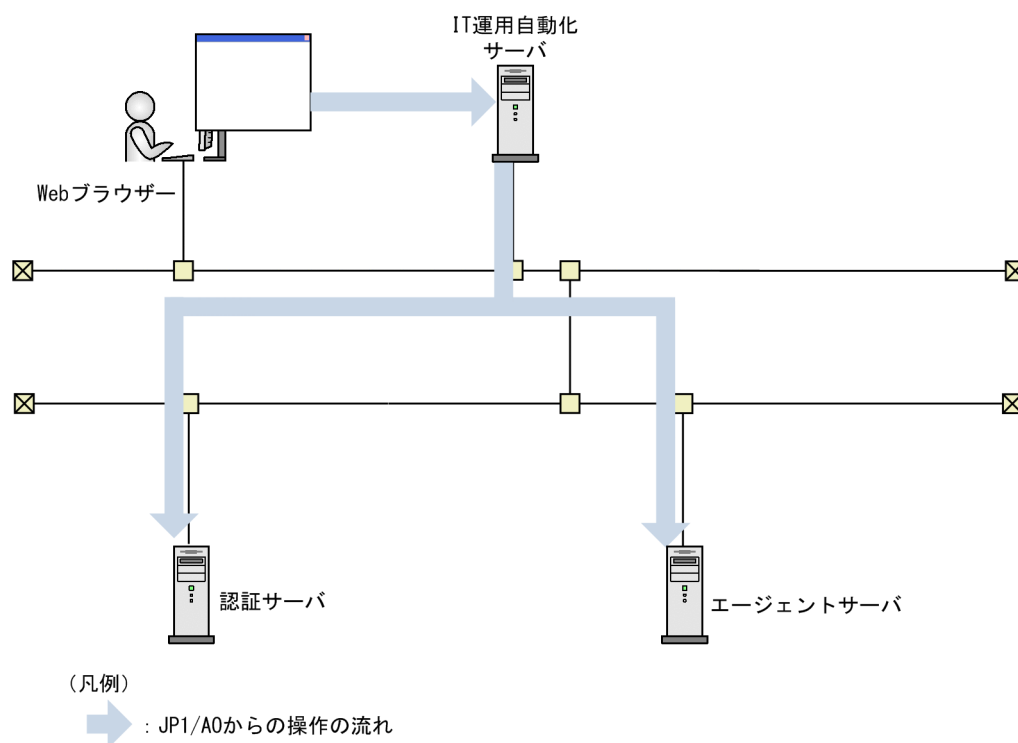 IT運用自動化
サーバ
Webブラウザー
認証サーバ
エージェントサーバ
(凡例)
: JP1/AOからの操作の流れ